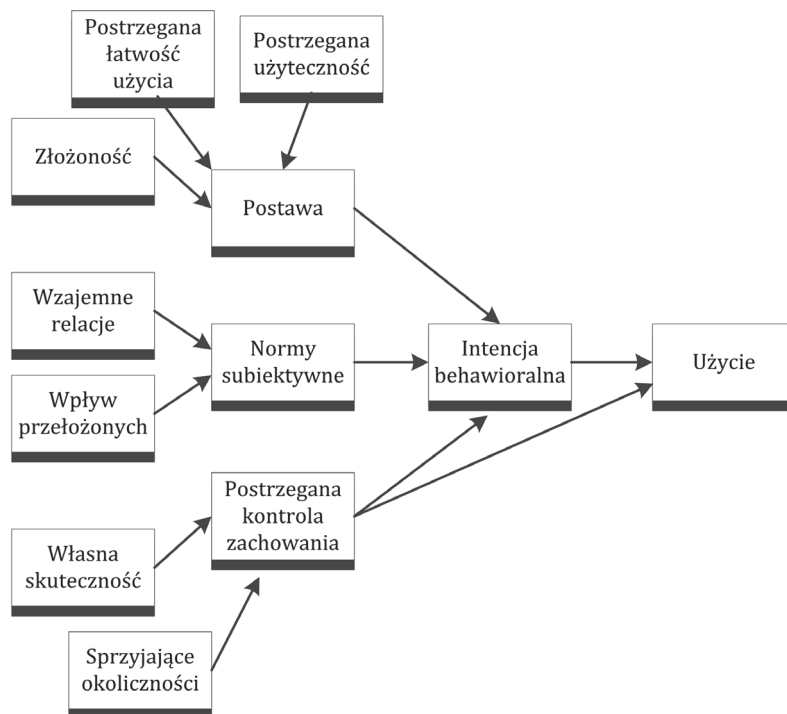 Postrzegana
łatwość
użycia
Postrzegana
użyteczność
Złożoność
Postawa
Wzajemne
relacje
Normy
subiektywne
Intencja
behawioralna
Użycie
Wpływ
przełożonych
Postrzegana
kontrola
zachowania
Własna
skuteczność
Sprzyjające
okoliczności